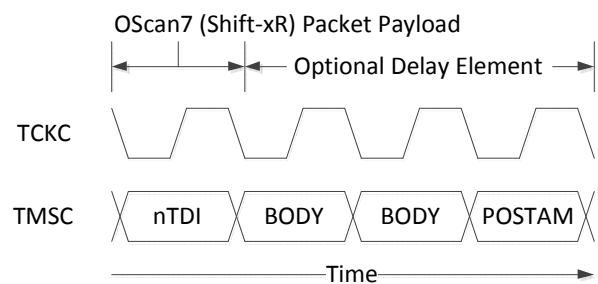 OScan7 (Shift-xR) Packet Payload
Optional Delay Element
TCKC
TMSC
nTDI
BODY
BODY
POSTAM
Time